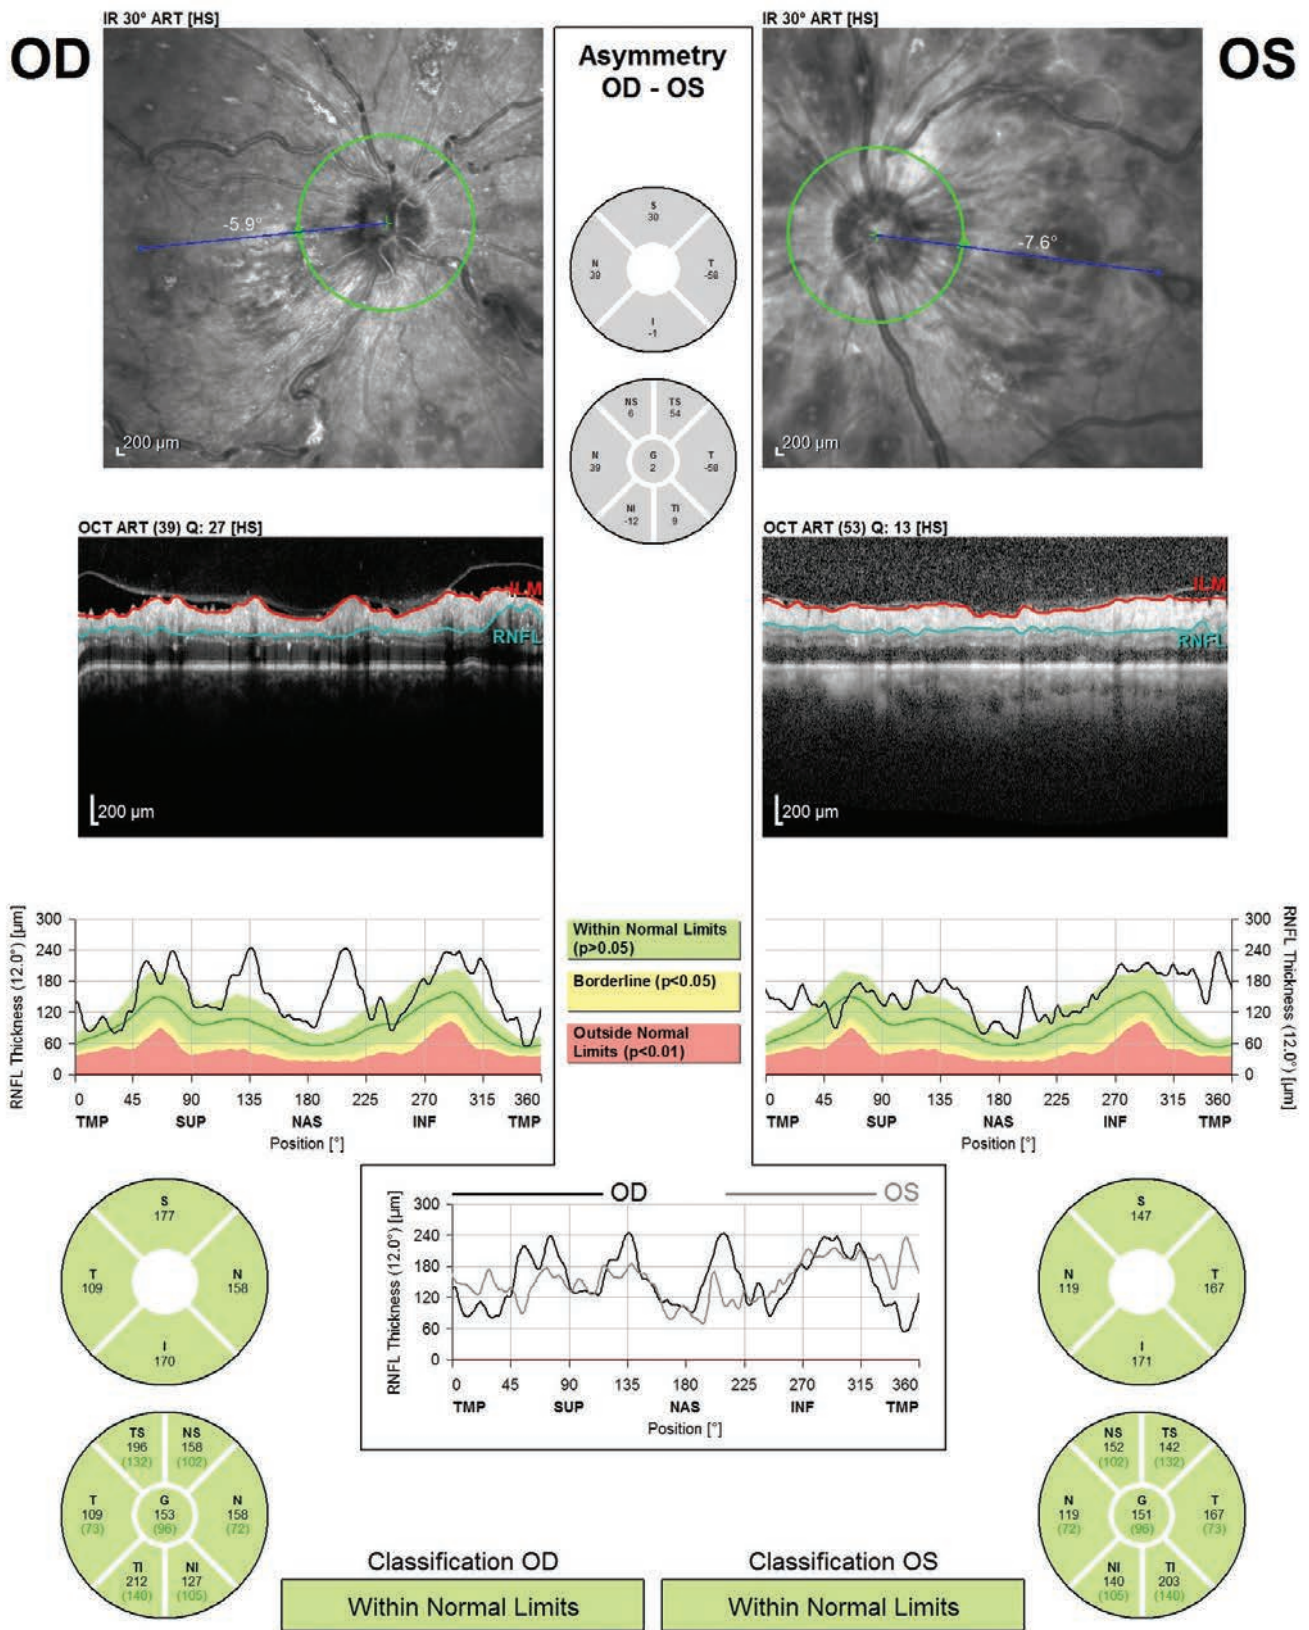 IR 30° ART [HS]
OD
-5.9°
200 µm
Asymmetry
OD - OS
IR 30° ART [HS]
OS
-7.6°
200 µm
S
30
N
39
T
-58
I
-1
NS
6
TS
54
N
39
G
2
T
-58
NI
-12
TI
9
OCT ART (39) Q: 27 [HS]
ILM
RNFL
200 µm
OCT ART (53) Q: 13 [HS]
ILM
RNFL
200 µm
RNFL Thickness (12.0°) [µm]
300
240
180
120
60
0
0 45 90 135 180 225 270 315 360
TMP SUP NAS INF TMP
Position [°]
Within Normal Limits
(p>0.05)
Borderline (p<0.05)
Outside Normal
Limits (p<0.01)
RNFL Thickness (12.0°) [µm]
300
240
180
120
60
0
0 45 90 135 180 225 270 315 360
TMP SUP NAS INF TMP
Position [°]
S
177
T
109
N
158
I
170
OD
OS
RNFL Thickness (12.0°) [µm]
300
240
180
120
60
0
0 45 90 135 180 225 270 315 360
TMP SUP NAS INF TMP
Position [°]
S
147
N
119
T
167
I
171
TS
196
(132)
NS
158
(102)
T
109
(73)
G
153
(96)
N
158
(72)
TI
212
(140)
NI
127
(105)
NS
152
(102)
TS
142
(132)
N
119
(72)
G
151
(96)
T
167
(73)
NI
140
(105)
TI
203
(140)
Classification OD
Within Normal Limits
Classification OS
Within Normal Limits